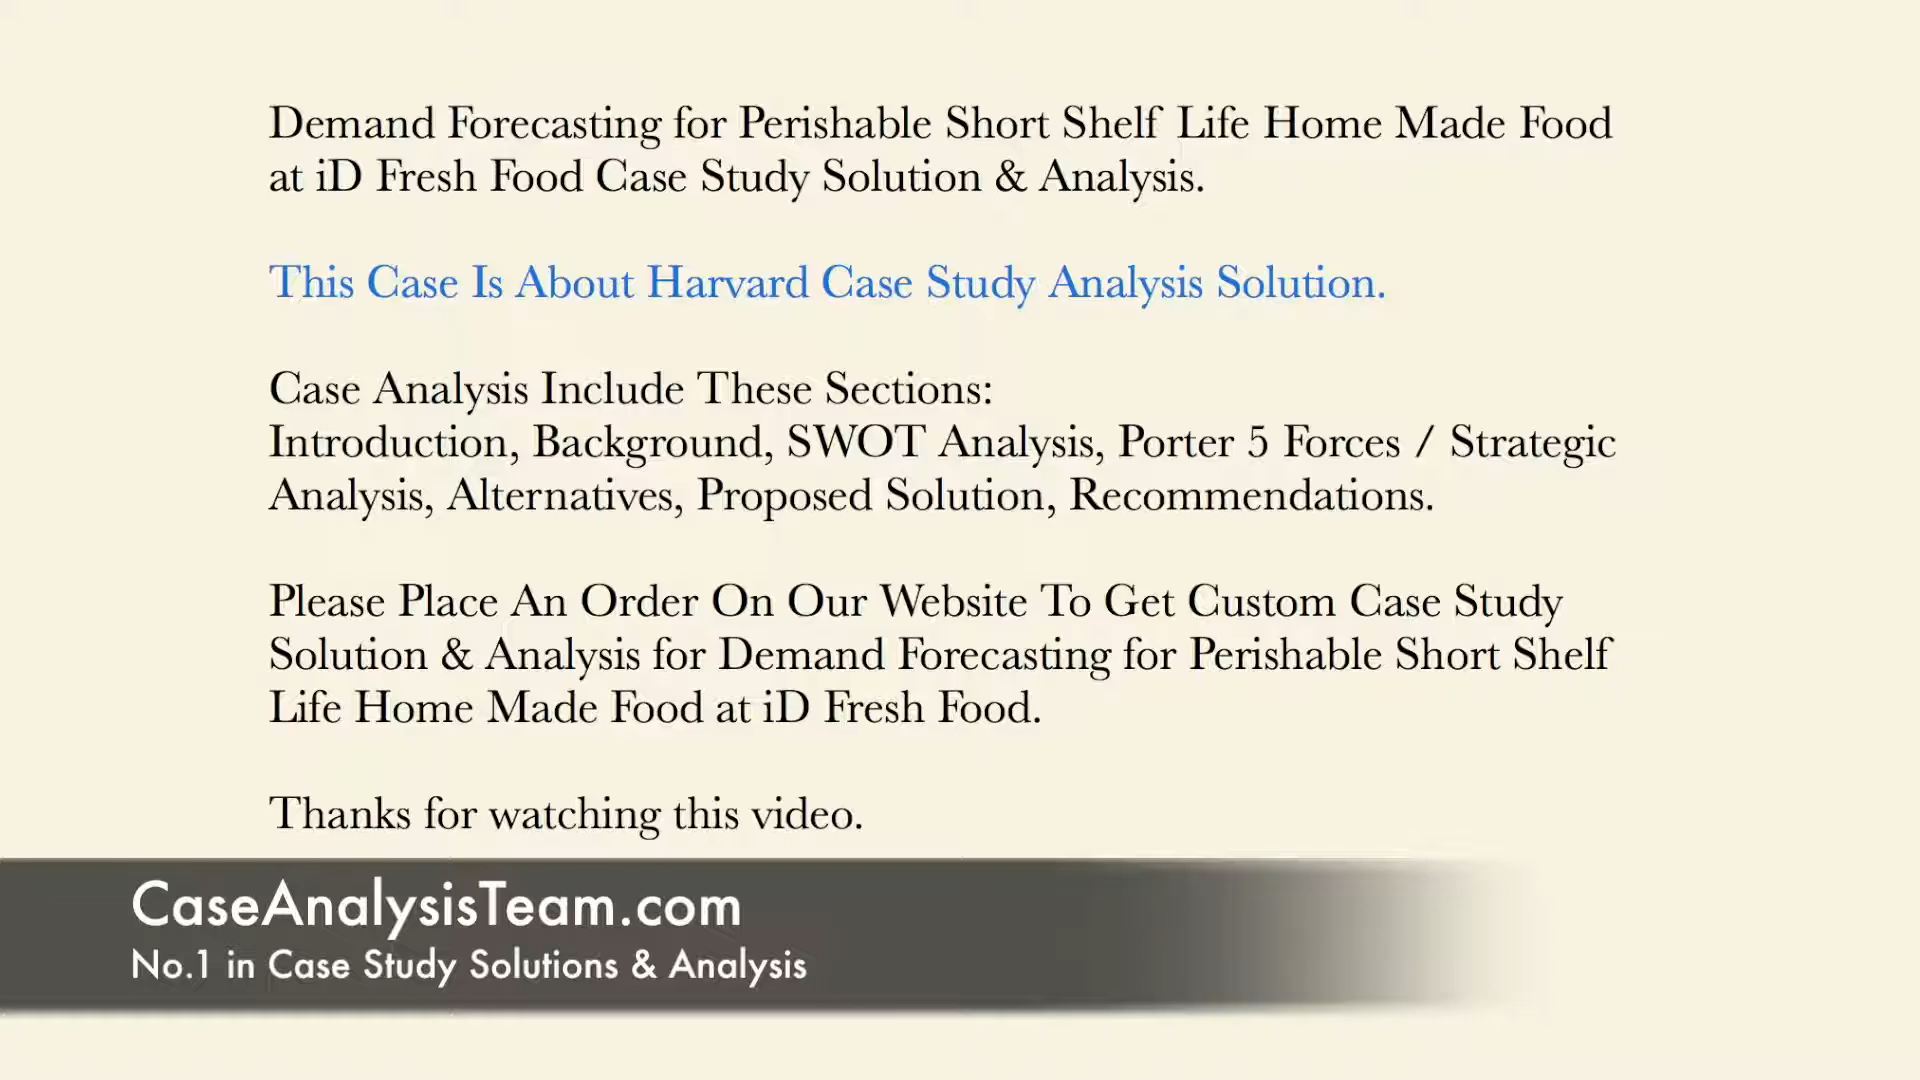 Demand Forecasting for Perishable Short Shelf Life Home Made Food
at iD Fresh Food Case Study Solution & Analysis.
This Case Is About Harvard Case Study Analysis Solution.
Case Analysis Include These Sections:
Introduction, Background, SWOT Analysis, Porter 5 Forces / Strategic
Analysis, Alternatives, Proposed Solution, Recommendations.
Please Place An Order On Our Website To Get Custom Case Study
Solution & Analysis for Demand Forecasting for Perishable Short Shelf
Life Home Made Food at iD Fresh Food.
Thanks for watching this video.
CaseAnalysisTeam.com
No.1 in Case Study Solutions & Analysis